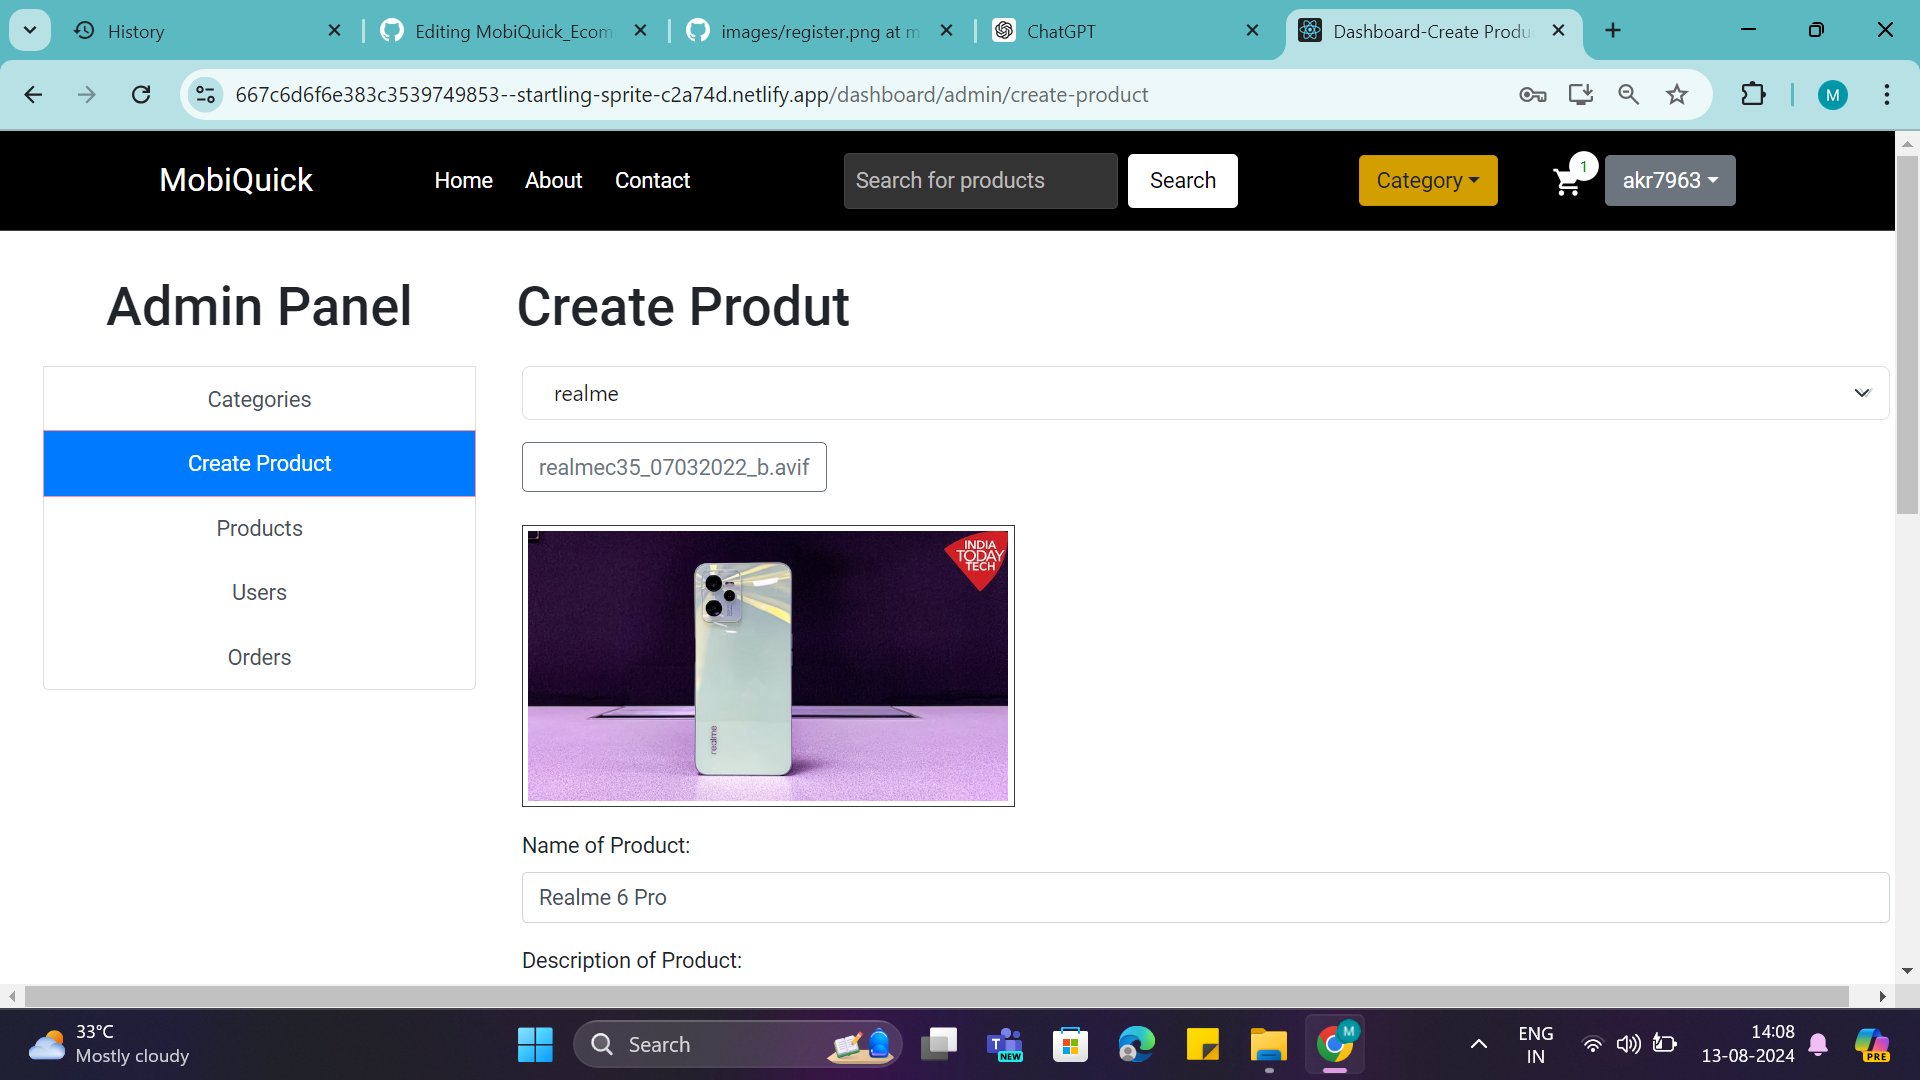 History
Editing MobiQuick_Ecom
images/register.png at m
ChatGPT
Dashboard-Create Produ
667c6d6f6e383c3539749853--startling-sprite-c2a74d.netlify.app/dashboard/admin/create-product
M
MobiQuick
Home
About
Contact
Search for products
Search
Category
1
akr7963
Admin Panel
Categories
Create Product
Products
Users
Orders
Create Produt
realme
realmec35_07032022_b.avif
INDIA
TODAY
TECH
realme
Name of Product:
Realme 6 Pro
Description of Product:
33°C
Mostly cloudy
Search
T
NEW
M
ENG
IN
14:08
13-08-2024
PRE